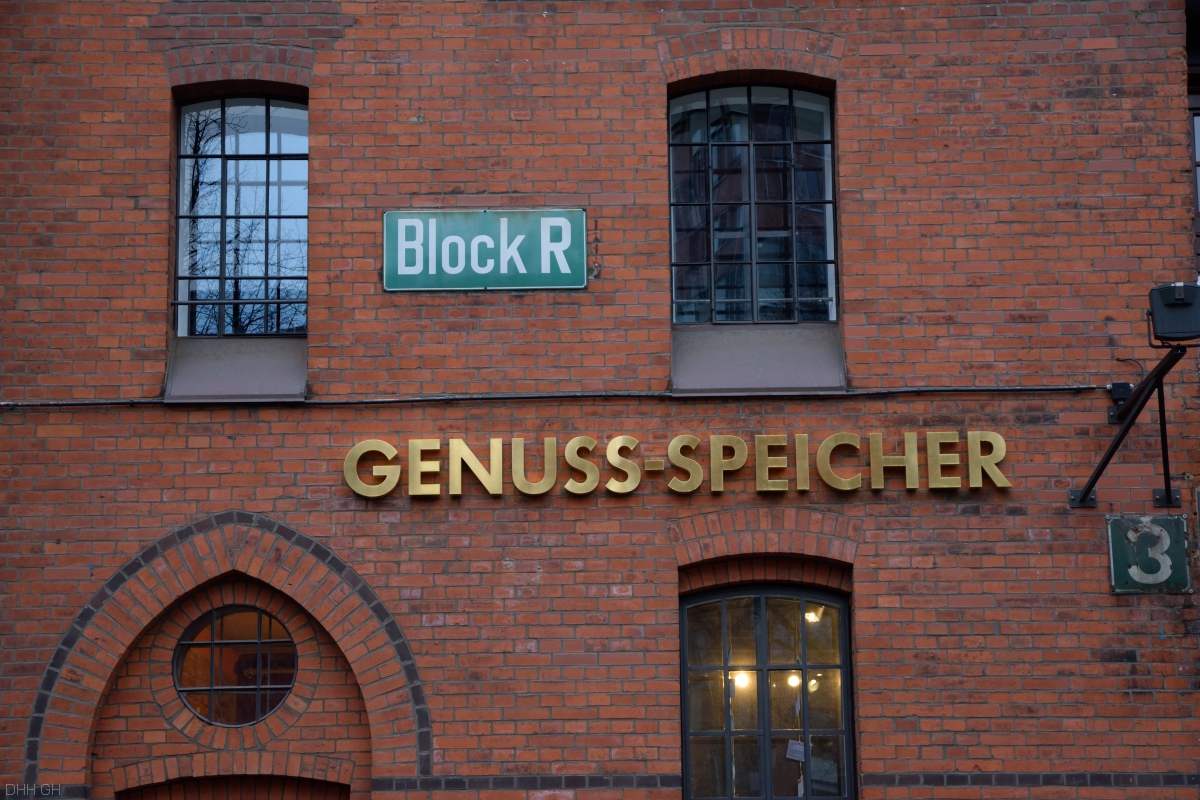 Block R
GENUSS-SPEICHER
3
DHH GH